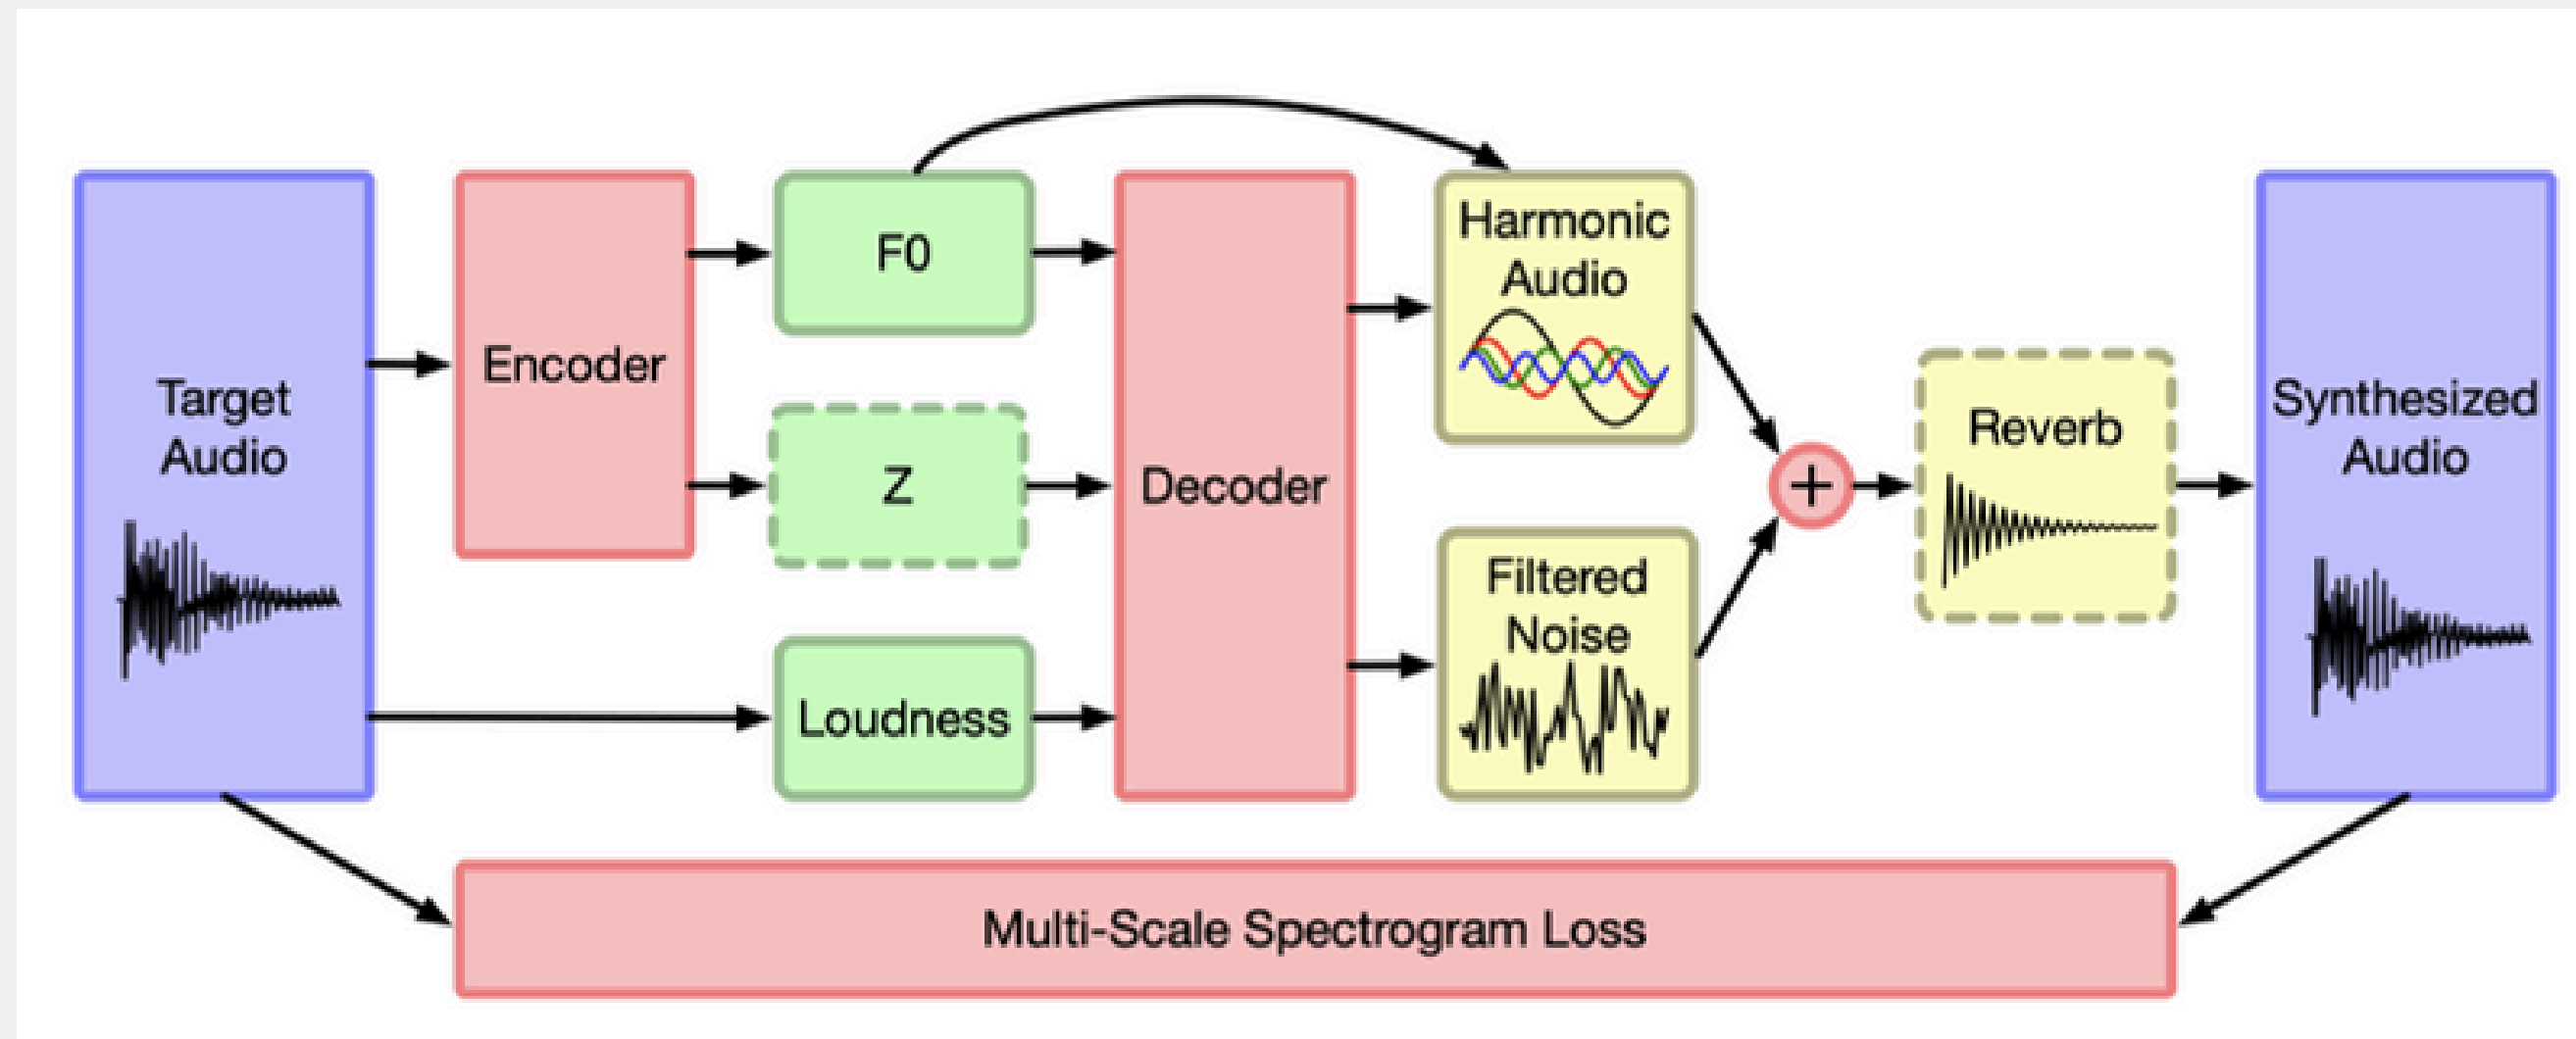 Target
Audio
Encoder
F0
Z
Loudness
Decoder
Harmonic
Audio
Filtered
Noise
+
Reverb
Synthesized
Audio
Multi-Scale Spectrogram Loss